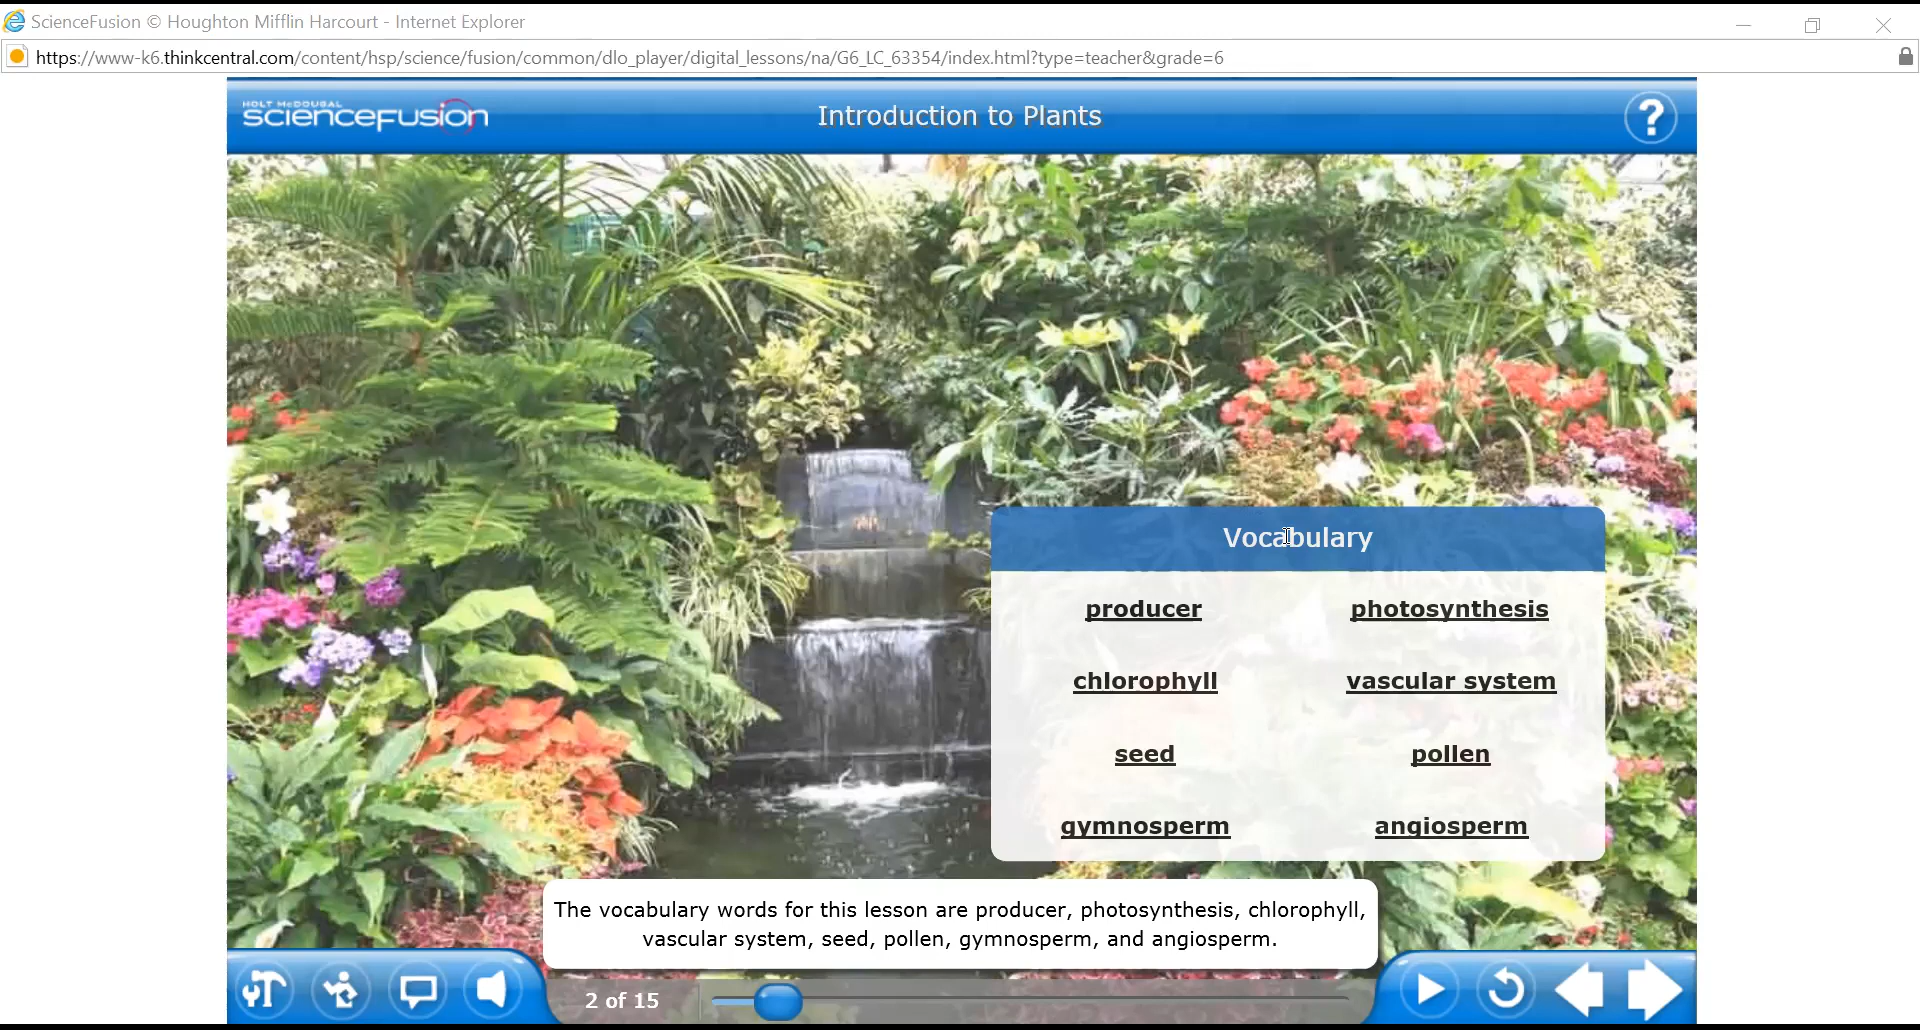 ScienceFusion © Houghton Mifflin Harcourt - Internet Explorer
https://www-k6.thinkcentral.com/content/hsp/science/fusion/common/dlo_player/digital_lessons/na/G6_LC_63354/index.html?type=teacher&grade=6
HOLT McDOUGAL
scienceFusion
Introduction to Plants
?
Vocabulary
producer photosynthesis
chlorophyll vascular system
seed pollen
gymnosperm angiosperm
The vocabulary words for this lesson are producer, photosynthesis, chlorophyll,
vascular system, seed, pollen, gymnosperm, and angiosperm.
2 of 15